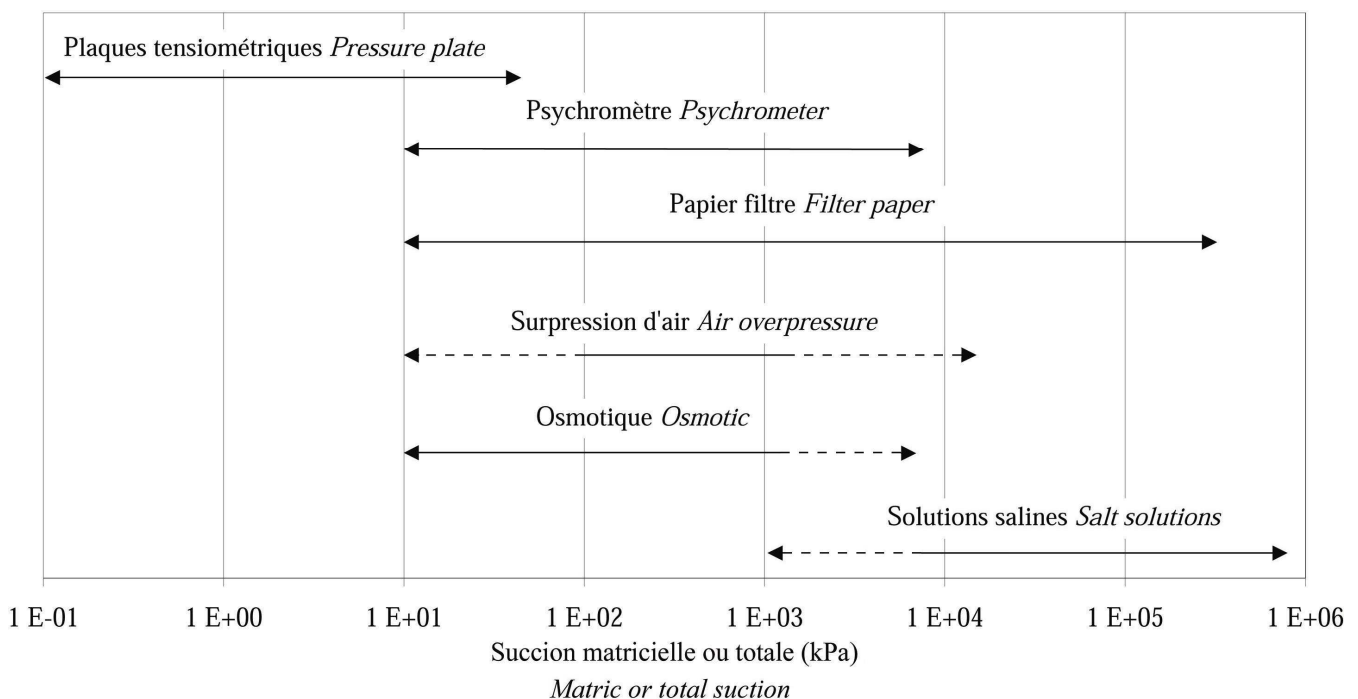 Plaques tensiométriques Pressure plate
Psychromètre Psychrometer
Papier filtre Filter paper
Surpression d'air Air overpressure
Osmotique Osmotic
Solutions salines Salt solutions
1 E-01 1 E+00 1 E+01 1 E+02 1 E+03 1 E+04 1 E+05 1 E+06
Succion matricielle ou totale (kPa)
Matric or total suction